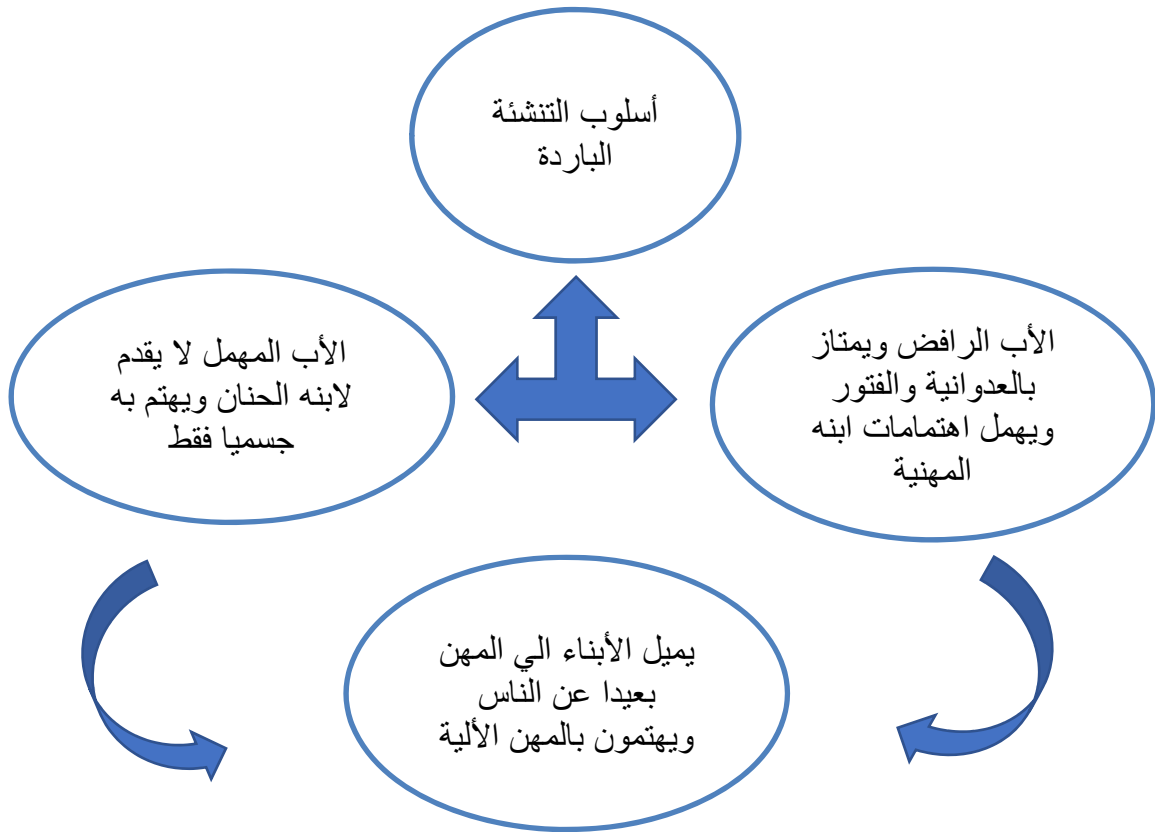 أسلوب التنشئة
الباردة
الأب الرافض ويمتاز
بالعدوانية والفتور
ويهمل اهتمامات ابنه
المهنية
الأب المهمل لا يقدم
لابنه الحنان ويهتم به
جسميا فقط
يميل الأبناء الي المهن
بعيدا عن الناس
ويهتمون بالمهن الألية